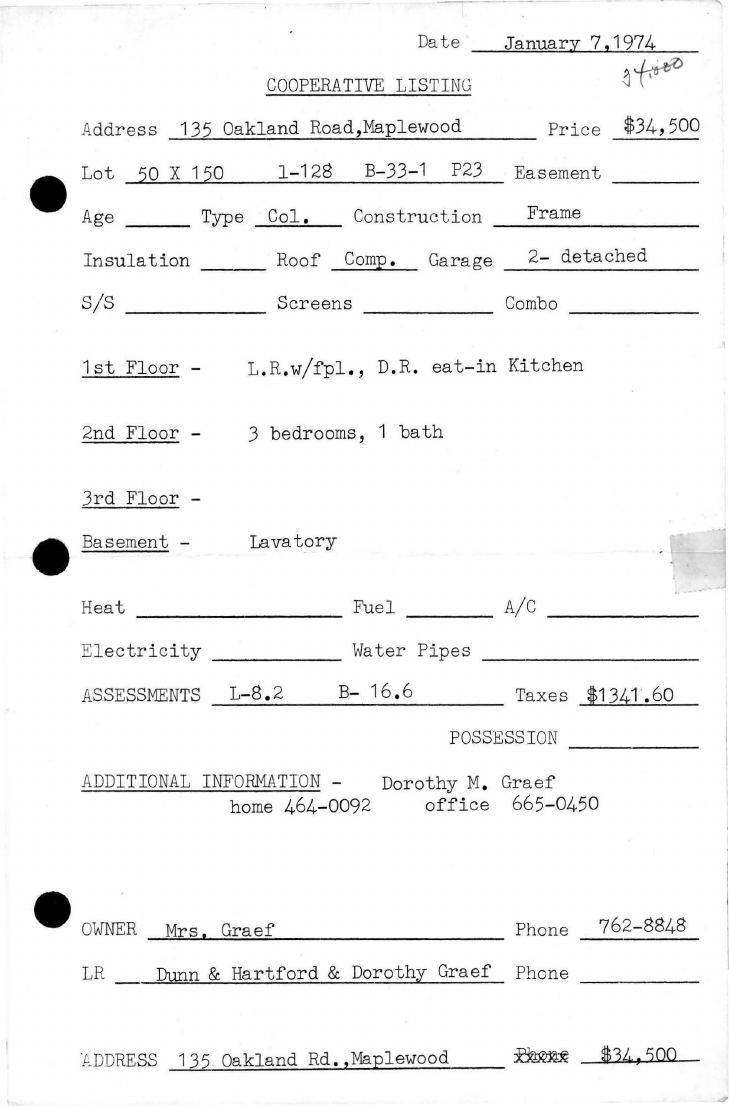 Date January 7,1974
34,000
COOPERATIVE LISTING
Address 135 Oakland Road,Maplewood Price $34,500
Lot 50 X 150 1-128 B-33-1 P23 Easement
Age Type Col. Construction Frame
Insulation Roof Comp. Garage 2- detached
S/S Screens Combo
1st Floor - L.R.w/fpl., D.R. eat-in Kitchen
2nd Floor - 3 bedrooms, 1 bath
3rd Floor -
Basement - Lavatory
Heat Fuel A/C
Electricity Water Pipes
ASSESSMENTS L-8.2 B- 16.6 Taxes $1341.60
POSSESSION
ADDITIONAL INFORMATION - Dorothy M. Graef
home 464-0092 office 665-0450
OWNER Mrs. Graef Phone 762-8848
LR Dunn & Hartford & Dorothy Graef Phone
ADDRESS 135 Oakland Rd.,Maplewood Phone $34,500